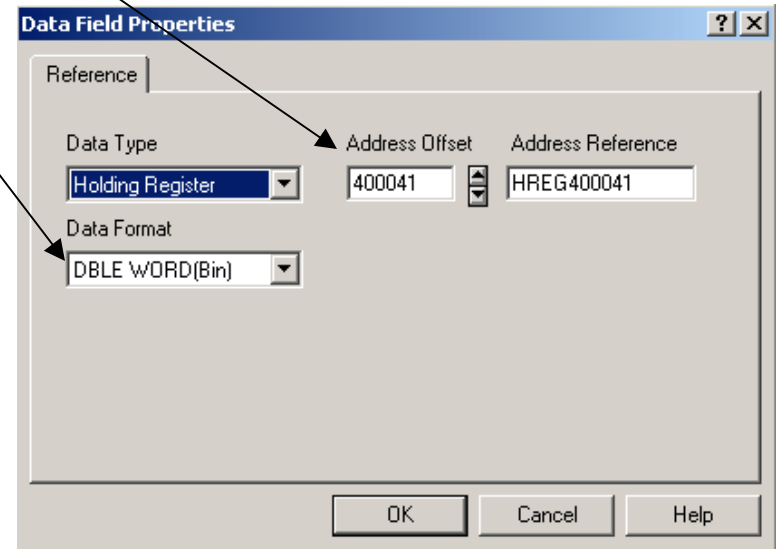 Data Field Properties
Reference
Data Type Address Offset Address Reference
Holding Register 400041 HREG400041
Data Format
DBLE WORD(Bin)
OK Cancel Help